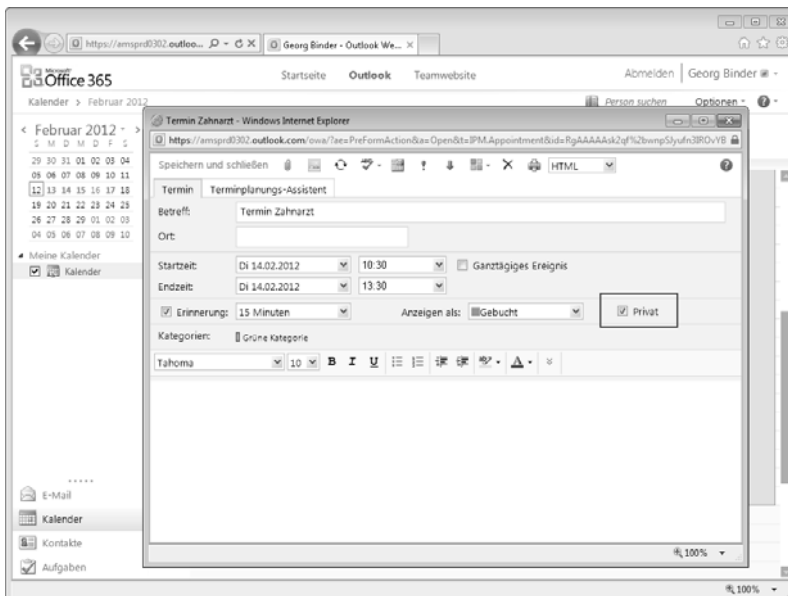 https://amsprd0302.outloo...
Georg Binder - Outlook We...
Microsoft
Office 365
Startseite Outlook Teamwebsite
Abmelden Georg Binder
Kalender > Februar 2012
Person suchen Optionen
Februar 2012
S M D M D F S
29 30 31 01 02 03 04
05 06 07 08 09 10 11
12 13 14 15 16 17 18
19 20 21 22 23 24 25
26 27 28 29 01 02 03
04 05 06 07 08 09 10
Meine Kalender
Kalender
E-Mail
Kalender
Kontakte
Aufgaben
Termin Zahnarzt - Windows Internet Explorer
https://amsprd0302.outlook.com/owa/?ae=PreFormAction&a=Open&t=IPM.Appointment&id=
Speichern und schließen HTML
Termin Terminplanungs-Assistent
Betreff: Termin Zahnarzt
Ort:
Startzeit: Di 14.02.2012 10:30 Ganztägiges Ereignis
Endzeit: Di 14.02.2012 13:30
Erinnerung: 15 Minuten Anzeigen als: Gebucht Privat
Kategorien: Grüne Kategorie
Tahoma 10 B I U A
100%
100%